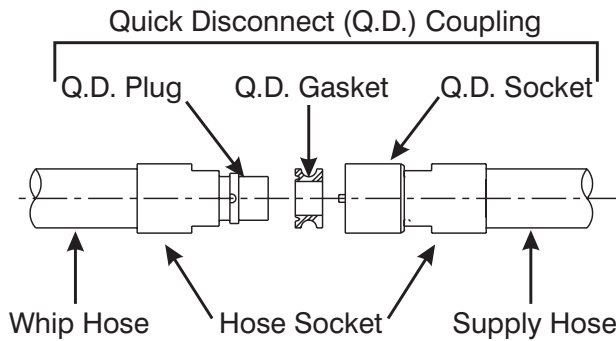 Quick Disconnect (Q.D.) Coupling
Q.D. Plug Q.D. Gasket Q.D. Socket
Whip Hose Hose Socket Supply Hose